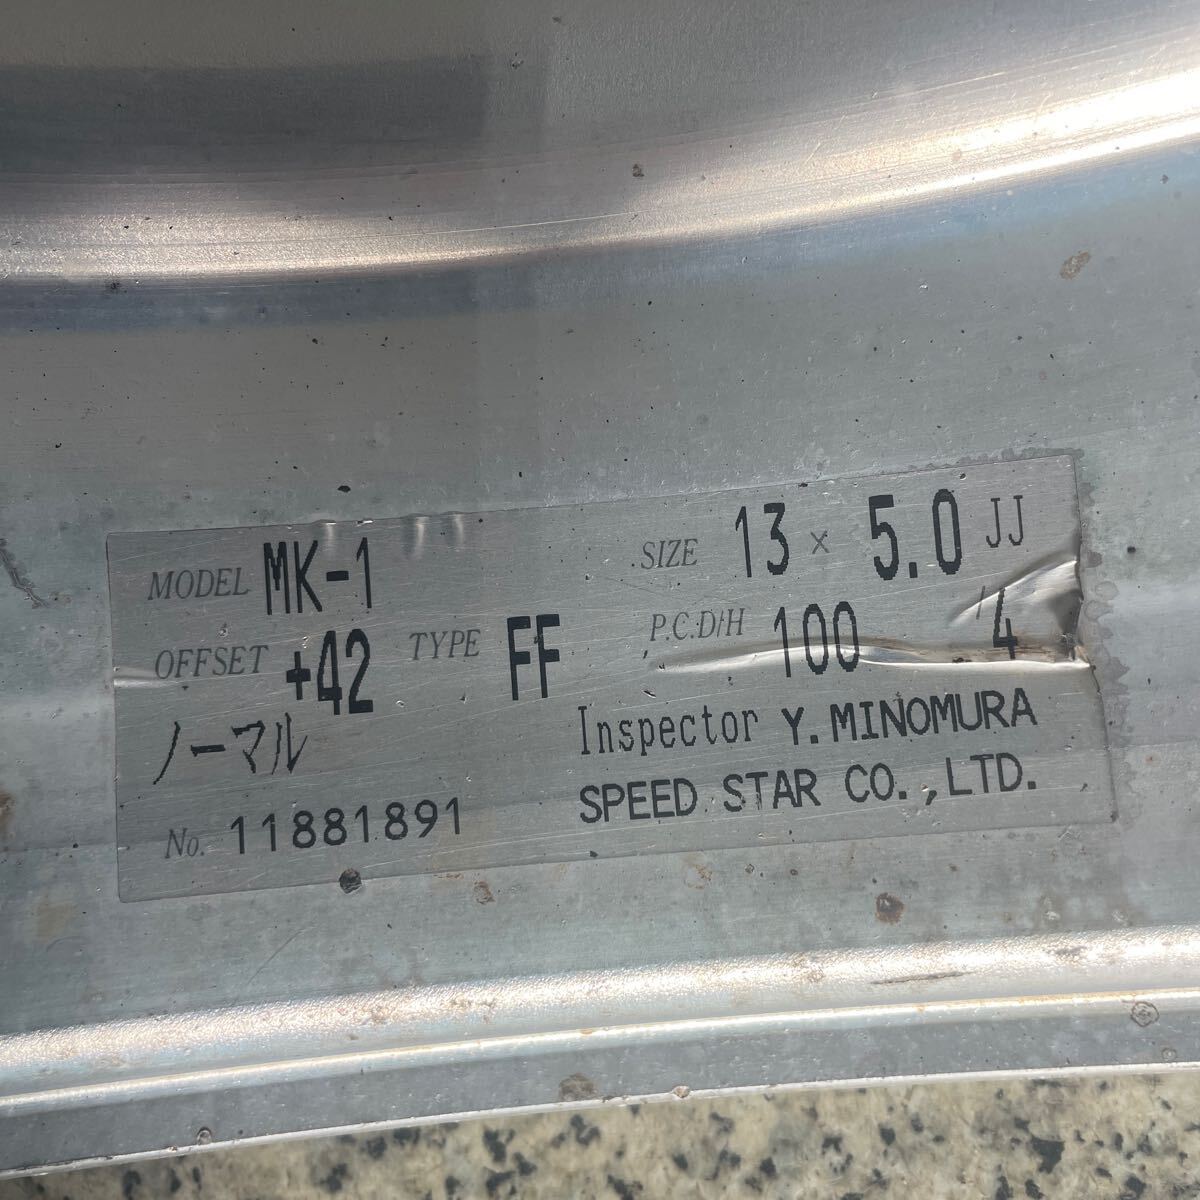 MODEL MK-1 SIZE 13 × 5.0 JJ
OFFSET +42 TYPE FF P.C.D/H 100 / 4
ノーマル Inspector Y. MINOMURA
No. 11881891 SPEED STAR CO., LTD.